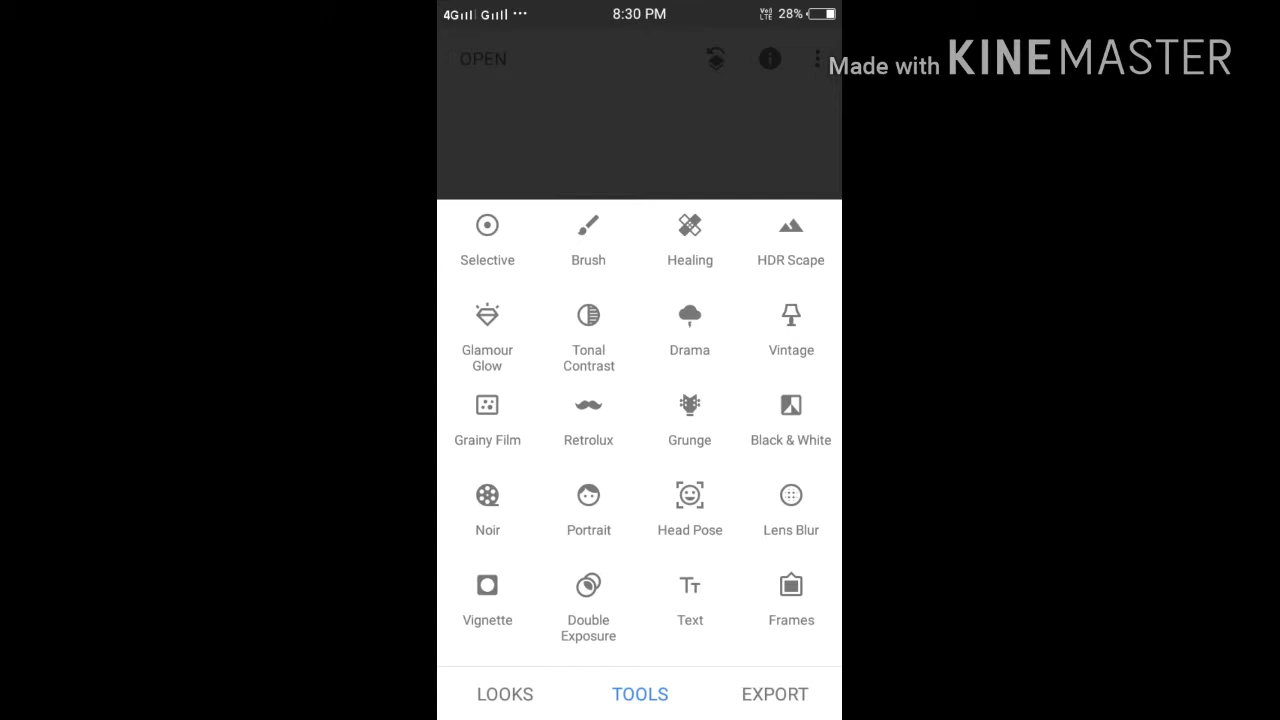 4G G ... 8:30 PM VoD LTE 28%
OPEN
Made with KINEMASTER
Selective Brush Healing HDR Scape
Glamour Glow Tonal Contrast Drama Vintage
Grainy Film Retrolux Grunge Black & White
Noir Portrait Head Pose Lens Blur
Vignette Double Exposure Text Frames
LOOKS TOOLS EXPORT